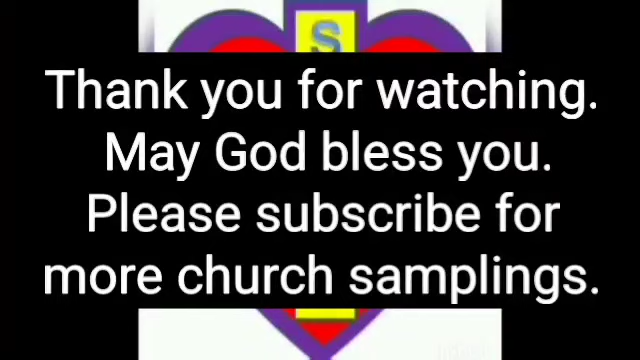 S
Thank you for watching.
May God bless you.
Please subscribe for
more church samplings.